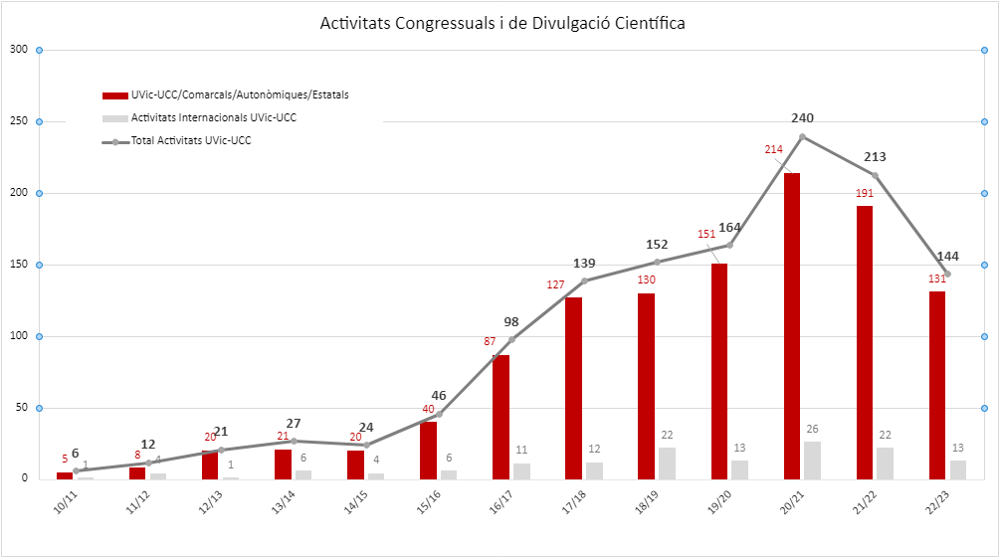 Activitats Congressuals i de Divulgació Científica
300
250
200
150
100
50
0
UVic-UCC/Comarcals/Autonòmiques/Estatals
Activitats Internacionals UVic-UCC
Total Activitats UVic-UCC
5 6 1
8 12 4
20 21 1
21 27 6
20 24 4
40 46 6
87 98 11
127 139 12
130 152 22
151 164 13
214 240 26
191 213 22
131 144 13
10/11 11/12 12/13 13/14 14/15 15/16 16/17 17/18 18/19 19/20 20/21 21/22 22/23